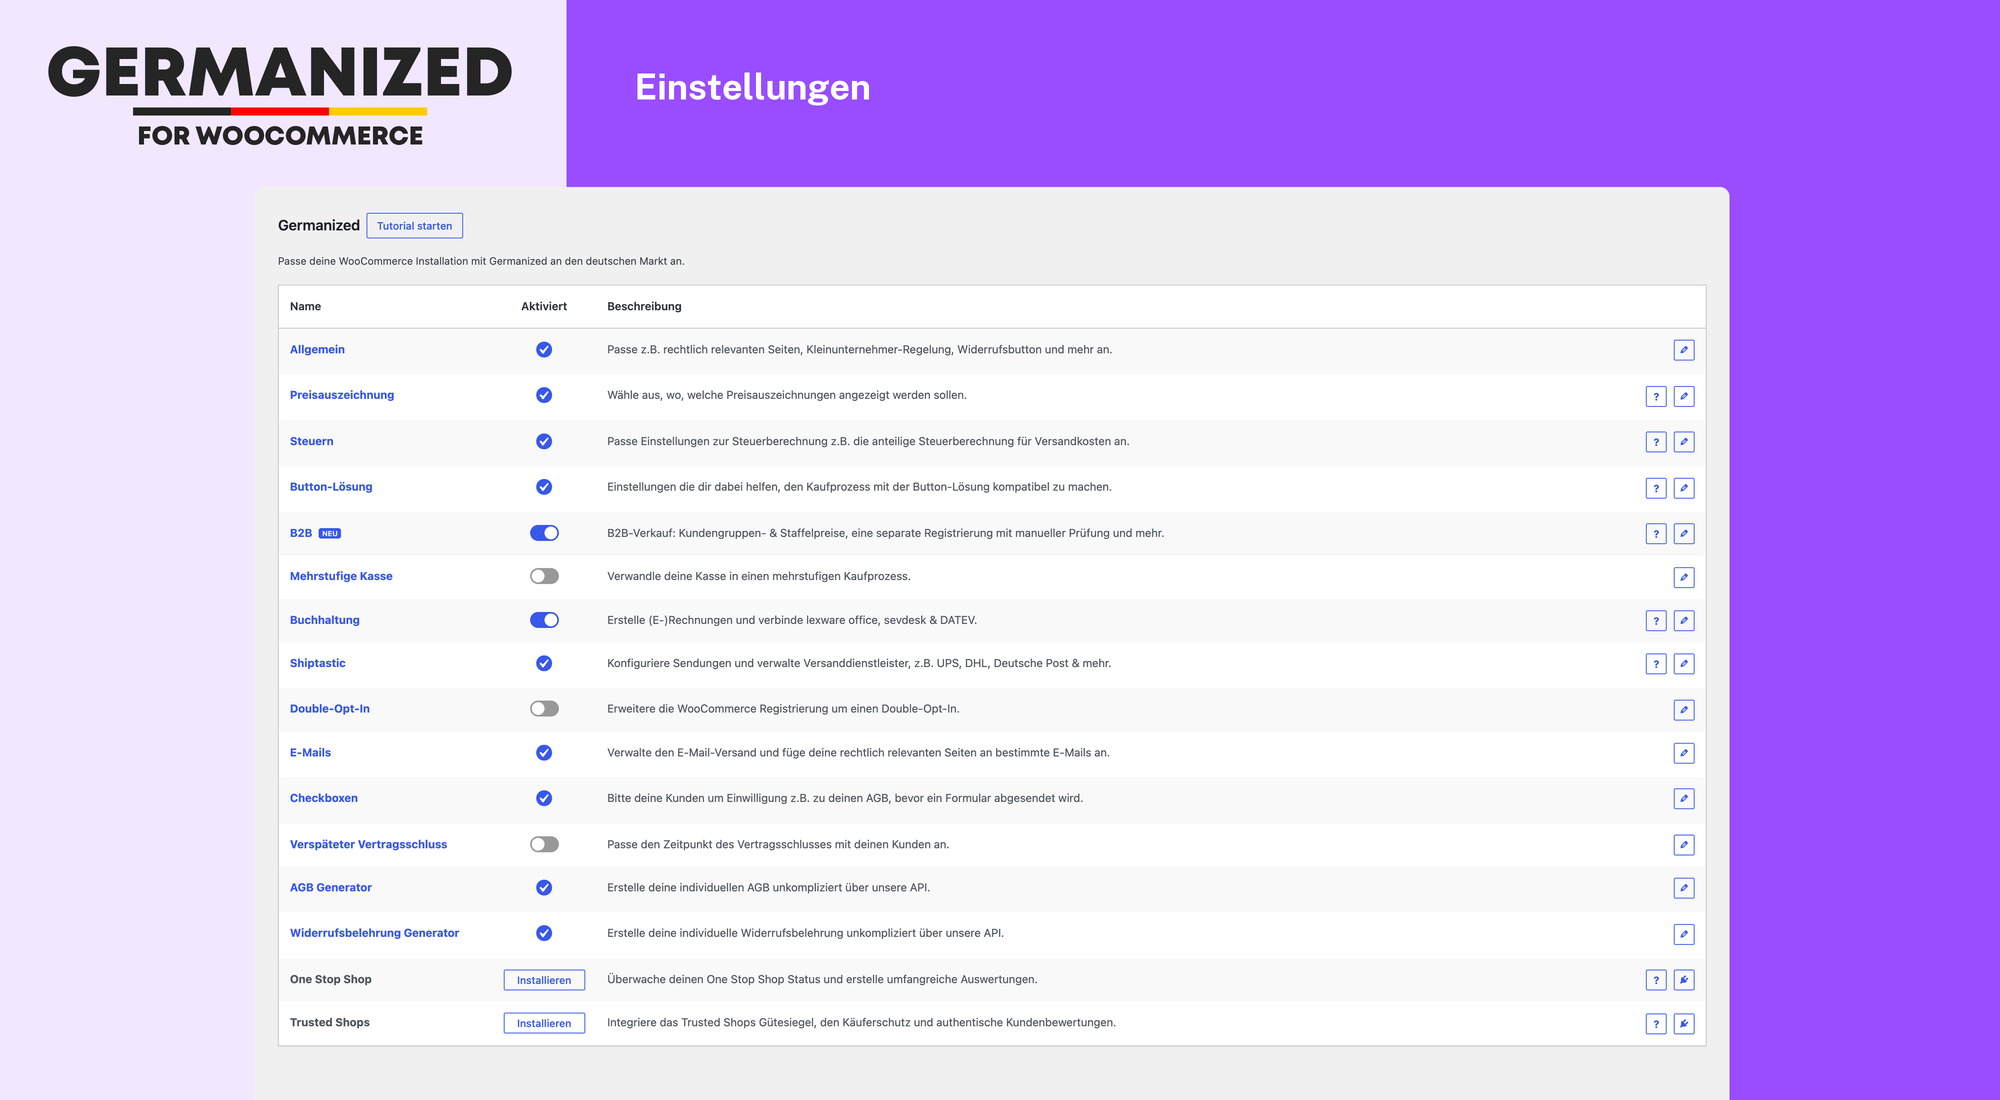 GERMANIZED
FOR WOOCOMMERCE
Einstellungen
Germanized Tutorial starten
Passe deine WooCommerce Installation mit Germanized an den deutschen Markt an.
Name Aktiviert Beschreibung
Allgemein Passe z.B. rechtlich relevanten Seiten, Kleinunternehmer-Regelung, Widerrufsbutton und mehr an.
Preisauszeichnung Wähle aus, wo, welche Preisauszeichnungen angezeigt werden sollen. ?
Steuern Passe Einstellungen zur Steuerberechnung z.B. die anteilige Steuerberechnung für Versandkosten an. ?
Button-Lösung Einstellungen die dir dabei helfen, den Kaufprozess mit der Button-Lösung kompatibel zu machen. ?
B2B NEU B2B-Verkauf: Kundengruppen- & Staffelpreise, eine separate Registrierung mit manueller Prüfung und mehr. ?
Mehrstufige Kasse Verwandle deine Kasse in einen mehrstufigen Kaufprozess.
Buchhaltung Erstelle (E-)Rechnungen und verbinde lexware office, sevdesk & DATEV. ?
Shiptastic Konfiguriere Sendungen und verwalte Versanddienstleister, z.B. UPS, DHL, Deutsche Post & mehr. ?
Double-Opt-In Erweitere die WooCommerce Registrierung um einen Double-Opt-In.
E-Mails Verwalte den E-Mail-Versand und füge deine rechtlich relevanten Seiten an bestimmte E-Mails an.
Checkboxen Bitte deine Kunden um Einwilligung z.B. zu deinen AGB, bevor ein Formular abgesendet wird.
Verspäteter Vertragsschluss Passe den Zeitpunkt des Vertragsschlusses mit deinen Kunden an.
AGB Generator Erstelle deine individuellen AGB unkompliziert über unsere API.
Widerrufsbelehrung Generator Erstelle deine individuelle Widerrufsbelehrung unkompliziert über unsere API.
One Stop Shop Installieren Überwache deinen One Stop Shop Status und erstelle umfangreiche Auswertungen. ?
Trusted Shops Installieren Integriere das Trusted Shops Gütesiegel, den Käuferschutz und authentische Kundenbewertungen. ?